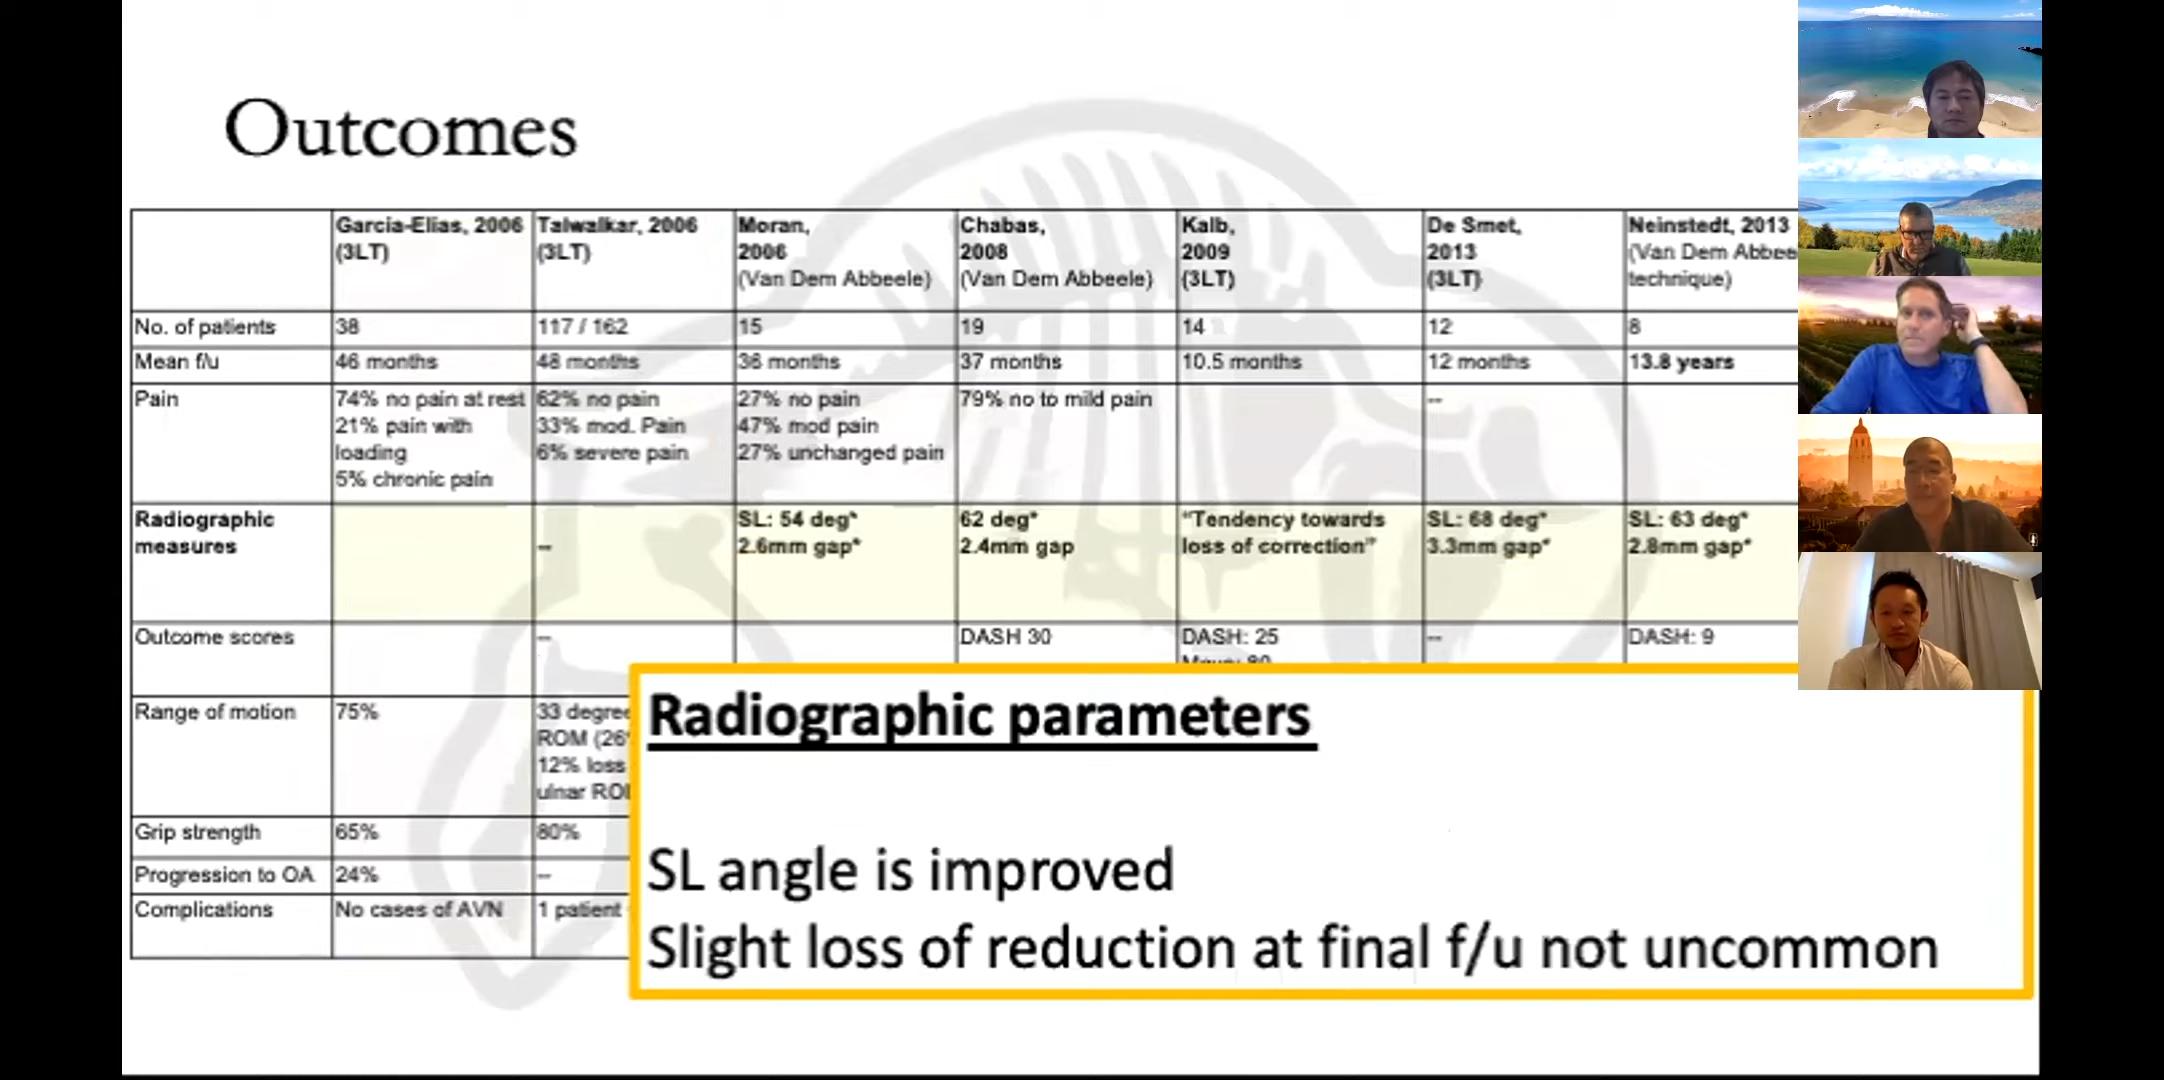 Outcomes
Garcia-Elias, 2006
(3LT)
Talwalkar, 2006
(3LT)
Moran,
2006
(Van Dem Abbeele)
Chabas,
2008
(Van Dem Abbeele)
Kalb,
2009
(3LT)
De Smet,
2013
(3LT)
Neinstedt, 2013
(Van Dem Abbee
technique)
No. of patients
38
117 / 162
15
19
14
12
8
Mean f/u
46 months
48 months
36 months
37 months
10.5 months
12 months
13.8 years
Pain
74% no pain at rest
21% pain with
loading
5% chronic pain
62% no pain
33% mod. Pain
6% severe pain
27% no pain
47% mod pain
27% unchanged pain
79% no to mild pain
--
Radiographic
measures
--
SL: 54 deg*
2.6mm gap*
62 deg*
2.4mm gap
"Tendency towards
loss of correction"
SL: 68 deg*
3.3mm gap*
SL: 63 deg*
2.8mm gap*
Outcome scores
--
DASH 30
DASH: 25
--
DASH: 9
Range of motion
75%
33 degree
ROM (26
12% loss
ulnar
Grip strength
65%
80%
Progression to OA
24%
--
Complications
No cases of AVN
1 patient
Radiographic parameters
SL angle is improved
Slight loss of reduction at final f/u not uncommon